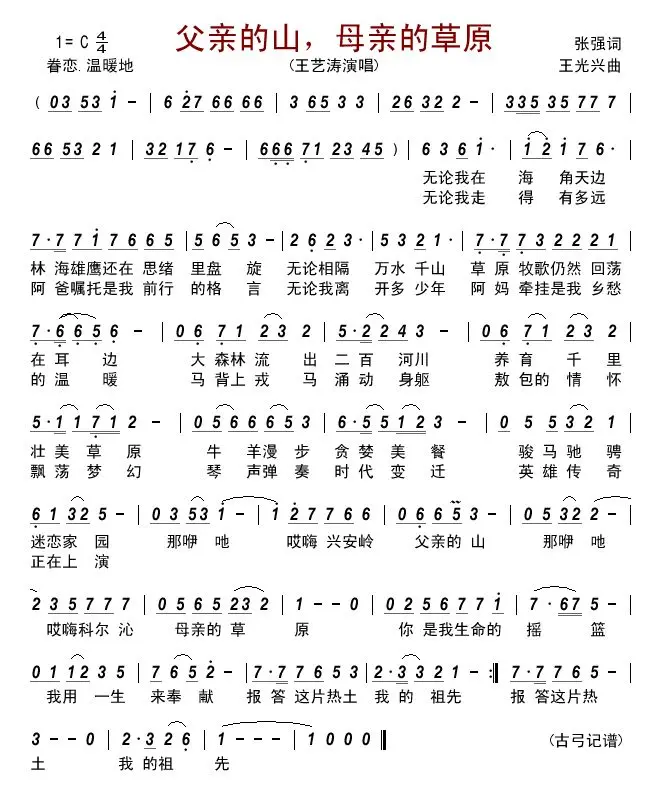 父亲的山，母亲的草原
1= C 4/4
张强词
眷恋.温暖地
(王艺涛演唱)
王光兴曲
( 03 53 1 - | 6 27 66 66 | 3 65 3 3 | 26 32 2 - | 335 35 77 7 |
66 53 2 1 | 32 17 6 - | 666 71 23 45 ) | 6 3 6 1· | 1 2 1 7 6· |
无论我在 海 角天边
无论我走 得 有多远
7·7 7 1 7 6 6 5 | 5 6 5 3 - | 2 6 2 3· | 5 3 2 1· | 7·7 7 3 2 2 2 1 |
林 海雄鹰还在 思绪 里盘 旋 无论相隔 万水 千山 草 原 牧歌仍然 回荡
阿 爸嘱托是我 前行 的格 言 无论我离 开多 少年 阿 妈 牵挂是我 乡愁
7·6 6 5 6 - | 0 6 7 1 2 3 2 | 5·2 2 4 3 - | 0 6 7 1 2 3 2 |
在 耳 边 大 森林 流 出 二 百 河川 养 育 千 里
的 温 暖 马 背上 戎 马 涌 动 身躯 敖 包的 情 怀
5·1 1 7 1 2 - | 0 5 6 6 6 5 3 | 6·5 5 1 2 3 - | 0 5 5 3 2 1 |
壮 美 草 原 牛 羊漫 步 贪 婪 美 餐 骏 马 驰 骋
飘 荡 梦 幻 琴 声弹 奏 时 代 变 迁 英 雄 传 奇
6 1 3 2 5 - | 0 3 5 3 1 - | 1 2 7 7 6 6 | 0 6 6 5 3 - | 0 5 3 2 2 - |
迷恋家 园 那咿 吔 哎嗨 兴安岭 父亲的 山 那咿 吔
正在上 演
2 3 5 7 7 7 | 0 5 6 5 2 3 2 | 1 - - 0 | 0 2 5 6 7 7 1 | 7· 6 7 5 - |
哎嗨科尔 沁 母亲的 草 原 你 是我生命的 摇 篮
0 1 1 2 3 5 | 7 6 5 2 - | 7·7 7 6 5 3 | 2·3 3 2 1 - :| 7·7 7 6 5 |
我用 一生 来奉 献 报 答 这片热土 我 的 祖先 报 答这片热
3 - - 0 | 2·3 2 6 | 1 - - - | 1 0 0 0 ||
(古弓记谱)
土 我 的祖 先